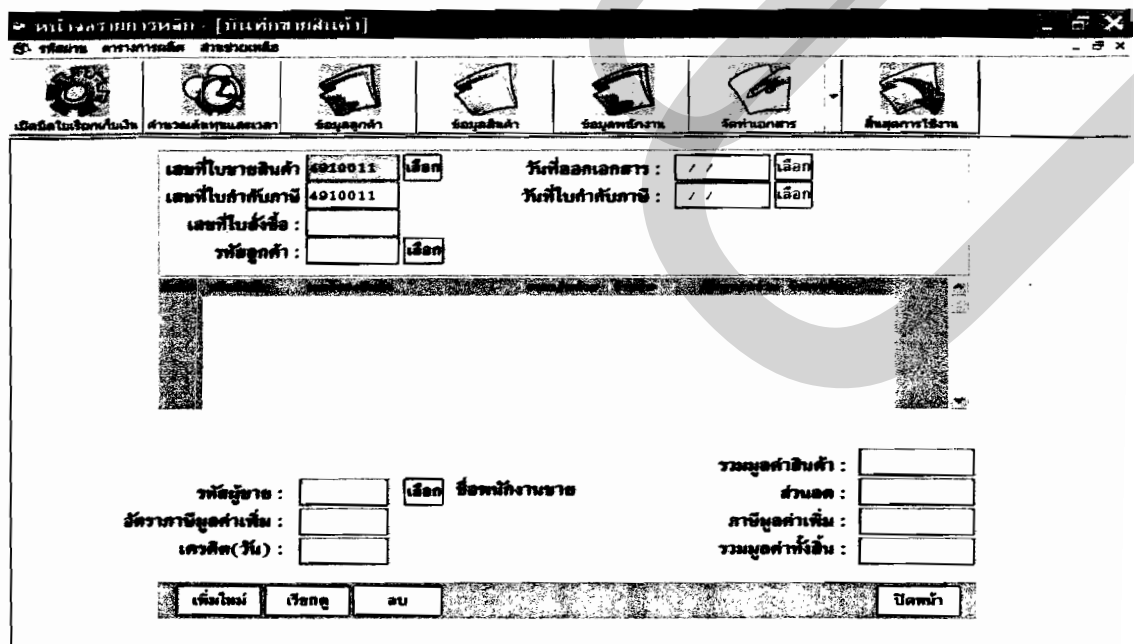 หน้าจอรายการหลัก - [บันทึกขายสินค้า]
รหัสผ่าน ตารางการผลิต ส่วนช่วยเหลือ
เปิดบิลใบเรียกเก็บเงิน คำนวณต้นทุนและเวลา ข้อมูลลูกค้า ข้อมูลสินค้า ข้อมูลพนักงาน จัดทำเอกสาร สิ้นสุดการใช้งาน
เลขที่ใบขายสินค้า 4910011 เลือก วันที่ออกเอกสาร : / / เลือก
เลขที่ใบกำกับภาษี 4910011 วันที่ใบกำกับภาษี : / / เลือก
เลขที่ใบสั่งซื้อ :
รหัสลูกค้า : เลือก
รวมมูลค่าสินค้า :
รหัสผู้ขาย : เลือก ชื่อพนักงานขาย ส่วนลด :
อัตราภาษีมูลค่าเพิ่ม : ภาษีมูลค่าเพิ่ม :
เครดิต(วัน) : รวมมูลค่าทั้งสิ้น :
เพิ่มใหม่ เรียกดู ลบ ปิดหน้า